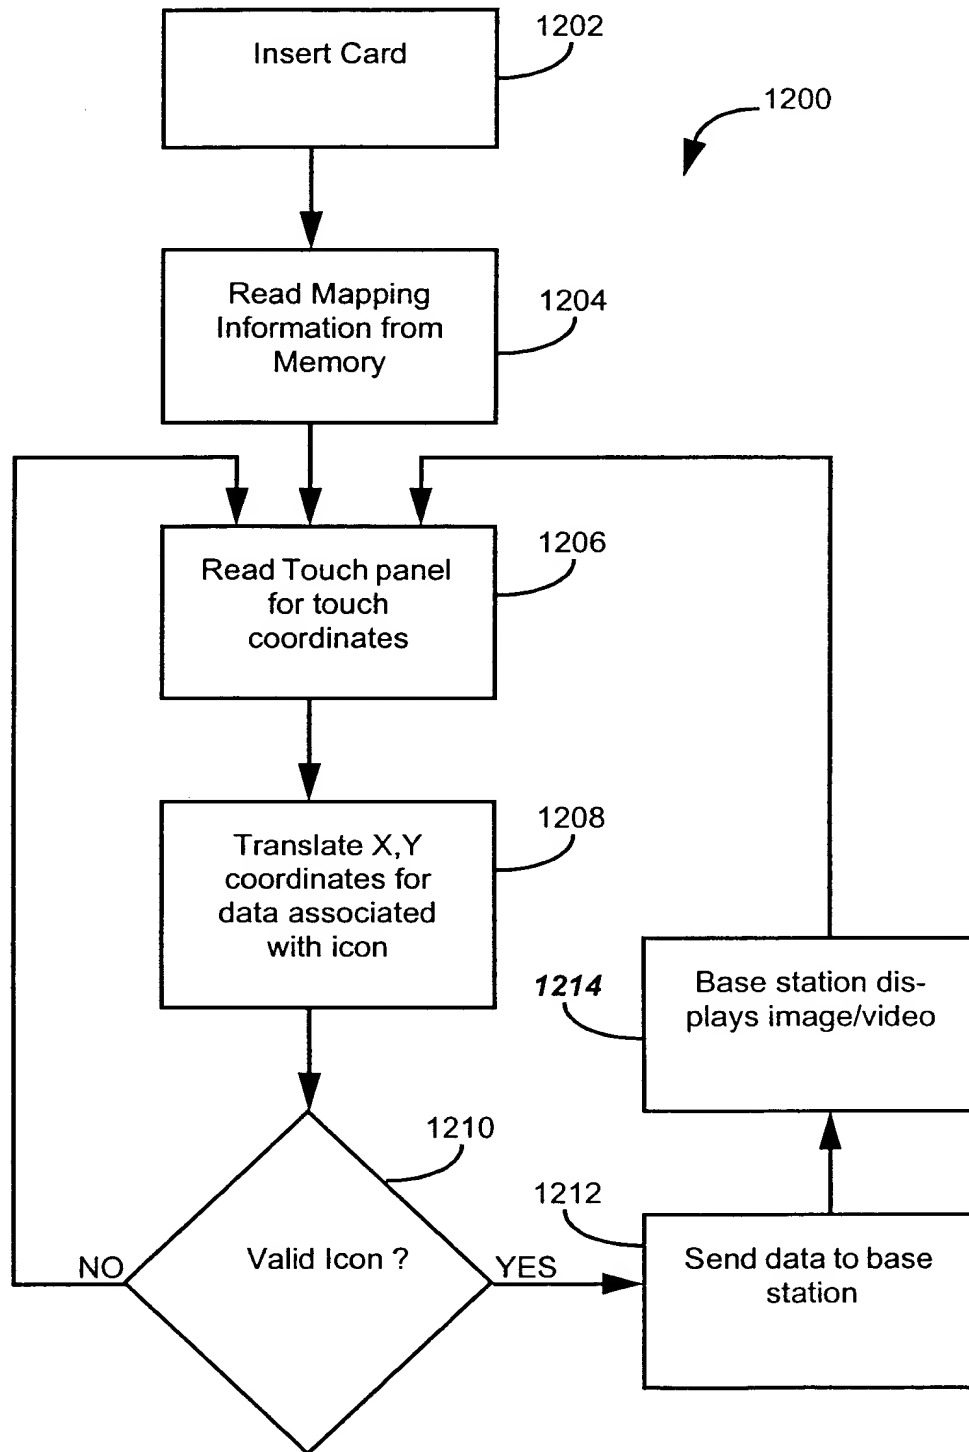 Insert Card
1202
1200
Read Mapping
Information from
Memory
1204
Read Touch panel
for touch
coordinates
1206
Translate X,Y
coordinates for
data associated
with icon
1208
Valid Icon ?
1210
NO
YES
Send data to base
station
1212
Base station dis-
plays image/video
1214